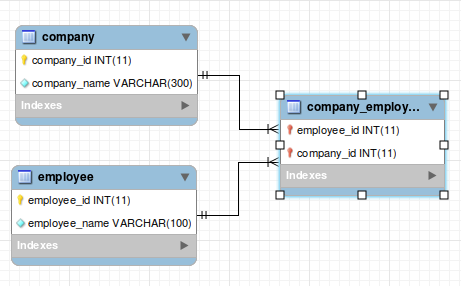 company
company_id INT(11)
company_name VARCHAR(300)
Indexes
company_employ...
employee_id INT(11)
company_id INT(11)
Indexes
employee
employee_id INT(11)
employee_name VARCHAR(100)
Indexes